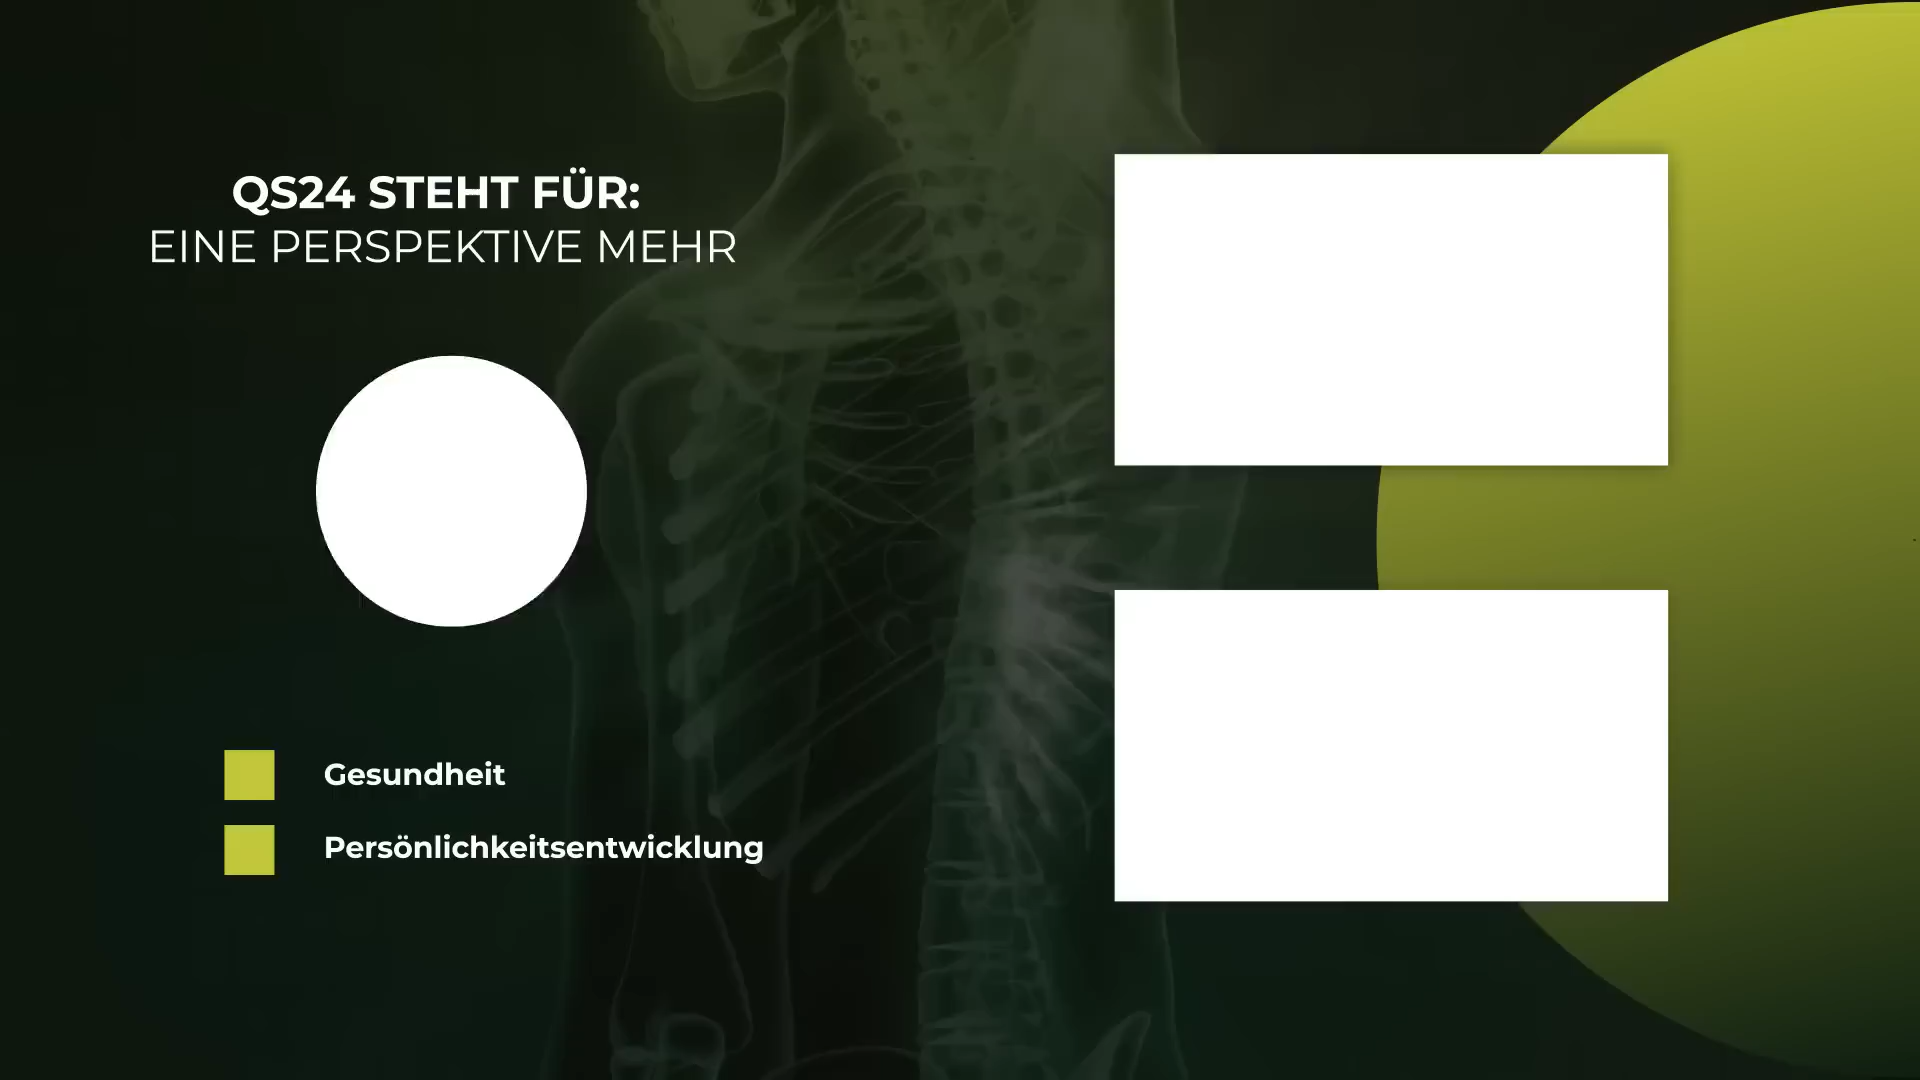 QS24 STEHT FÜR:
EINE PERSPEKTIVE MEHR
Gesundheit
Persönlichkeitsentwicklung